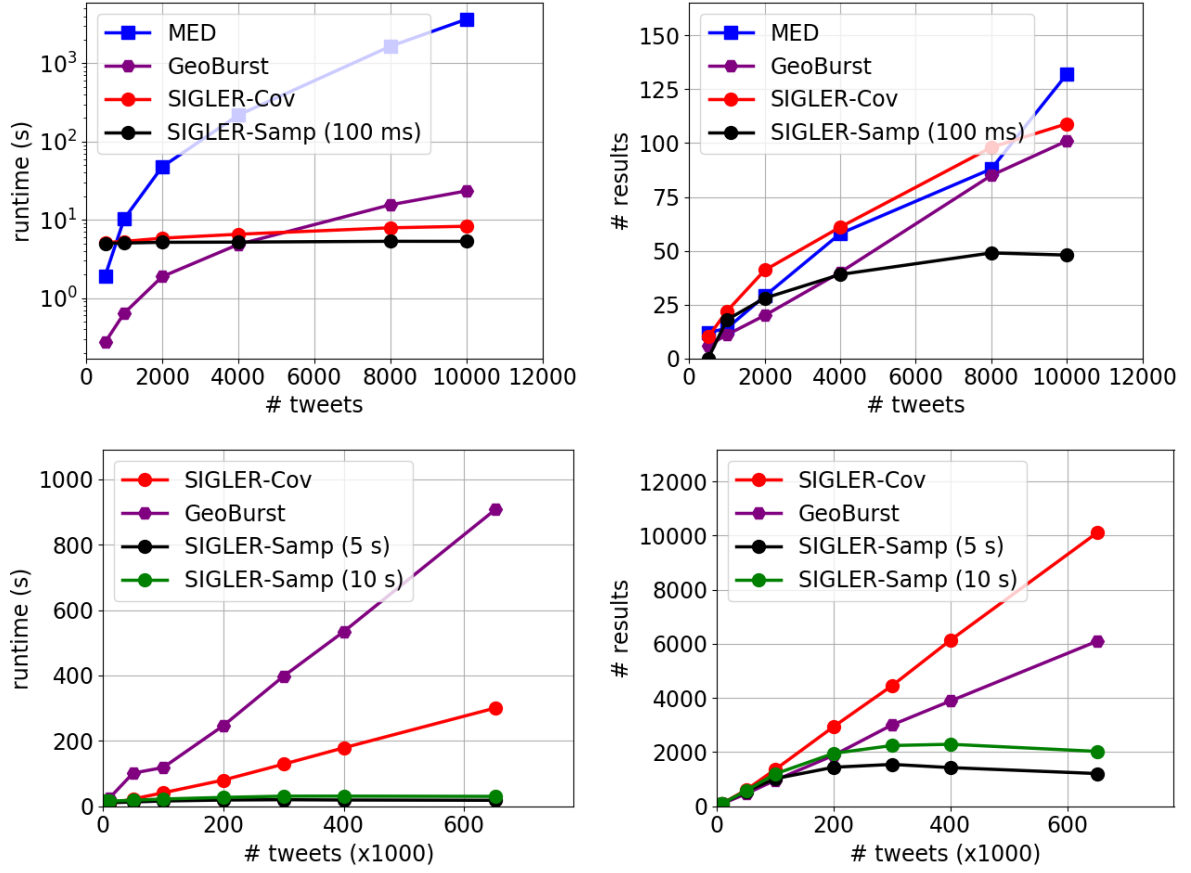 MED
GeoBurst
SIGLER-Cov
SIGLER-Samp (100 ms)
10³
10²
10¹
10⁰
runtime (s)
0 2000 4000 6000 8000 10000 12000
# tweets
MED
GeoBurst
SIGLER-Cov
SIGLER-Samp (100 ms)
150
125
100
75
50
25
0
# results
0 2000 4000 6000 8000 10000 12000
# tweets
SIGLER-Cov
GeoBurst
SIGLER-Samp (5 s)
SIGLER-Samp (10 s)
1000
800
600
400
200
0
runtime (s)
0 200 400 600
# tweets (x1000)
SIGLER-Cov
GeoBurst
SIGLER-Samp (5 s)
SIGLER-Samp (10 s)
12000
10000
8000
6000
4000
2000
0
# results
0 200 400 600
# tweets (x1000)